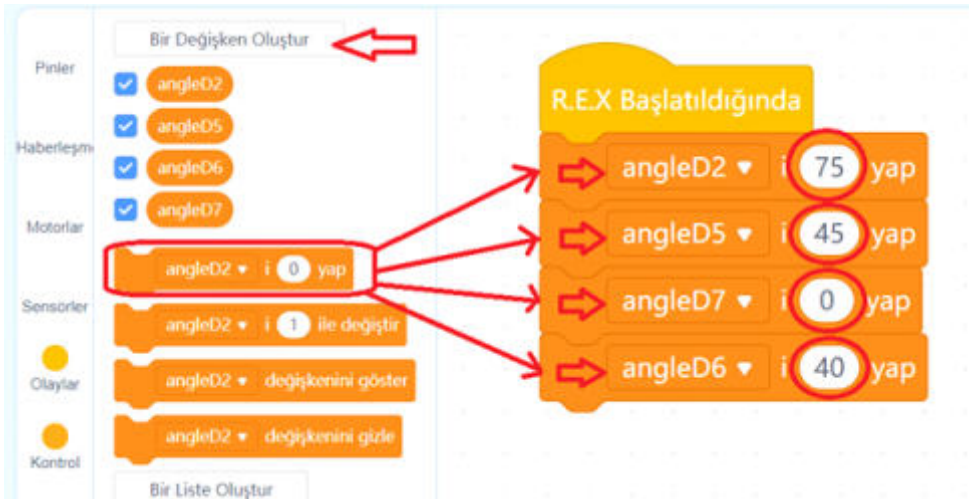 Bir Değişken Oluştur
Pinler
angleD2
angleD5
Haberleşm
angleD6
angleD7
Motorlar
angleD2 i 0 yap
Sensörler
angleD2 i 1 ile değiştir
Olaylar
angleD2 değişkenini göster
Kontrol
angleD2 değişkenini gizle
Bir Liste Oluştur
R.E.X Başlatıldığında
angleD2 i 75 yap
angleD5 i 45 yap
angleD7 i 0 yap
angleD6 i 40 yap